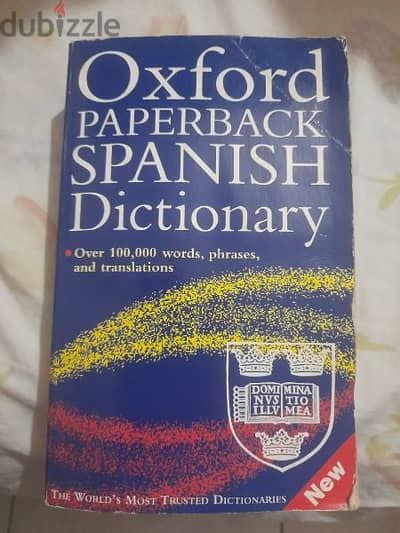 dubizzle
Oxford
PAPERBACK
SPANISH
Dictionary
• Over 100,000 words, phrases,
and translations
DOMI MINA
NVS TIO
ILLV MEA
New
THE WORLD'S MOST TRUSTED DICTIONARIES